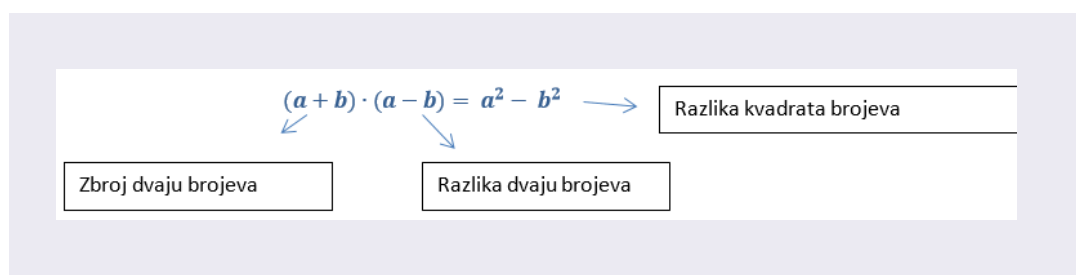 (a + b) · (a − b) = a² − b²
Razlika kvadrata brojeva
Zbroj dvaju brojeva
Razlika dvaju brojeva